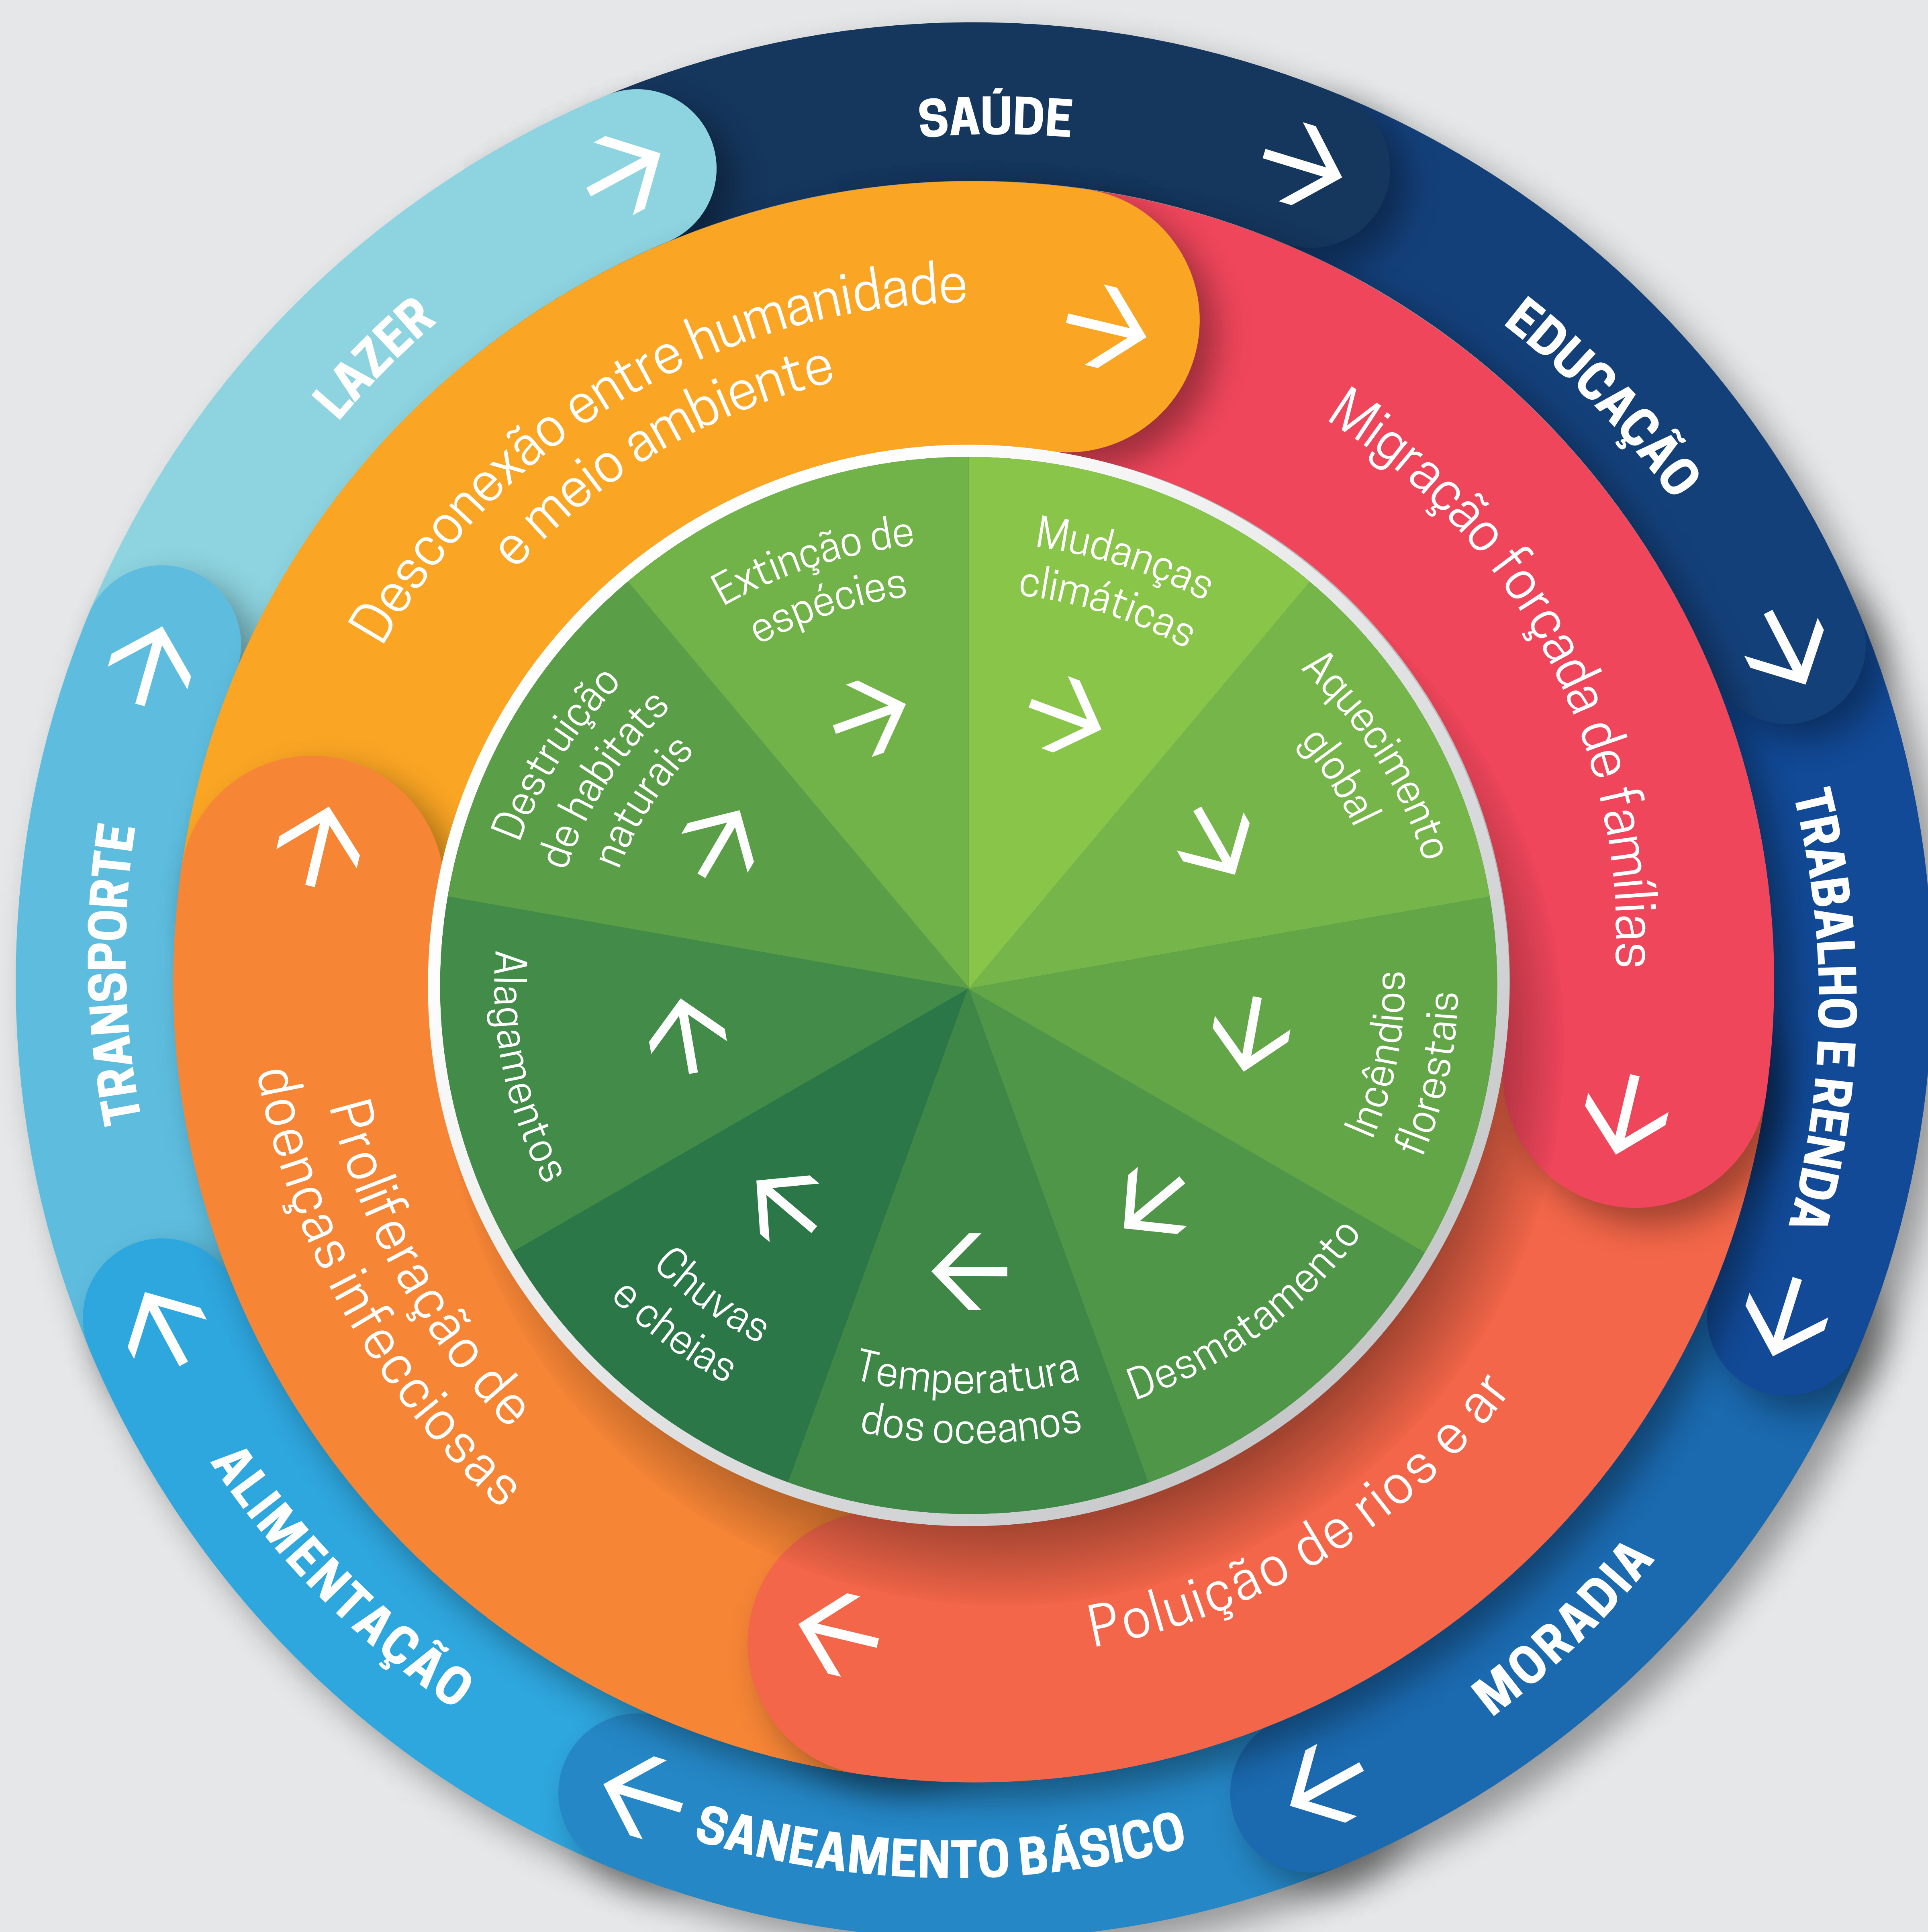 SAÚDE
EDUCAÇÃO
TRABALHO E RENDA
MORADIA
SANEAMENTO BÁSICO
ALIMENTAÇÃO
TRANSPORTE
LAZER
Desconexão entre humanidade
e meio ambiente
Migração forçada de famílias
Poluição de rios e ar
Proliferação de
doenças infecciosas
Mudanças
climáticas
Aquecimento
global
Incêndios
florestais
Desmatamento
Temperatura
dos oceanos
Chuvas
e cheias
Alagamentos
Destruição
de habitats
naturais
Extinção de
espécies